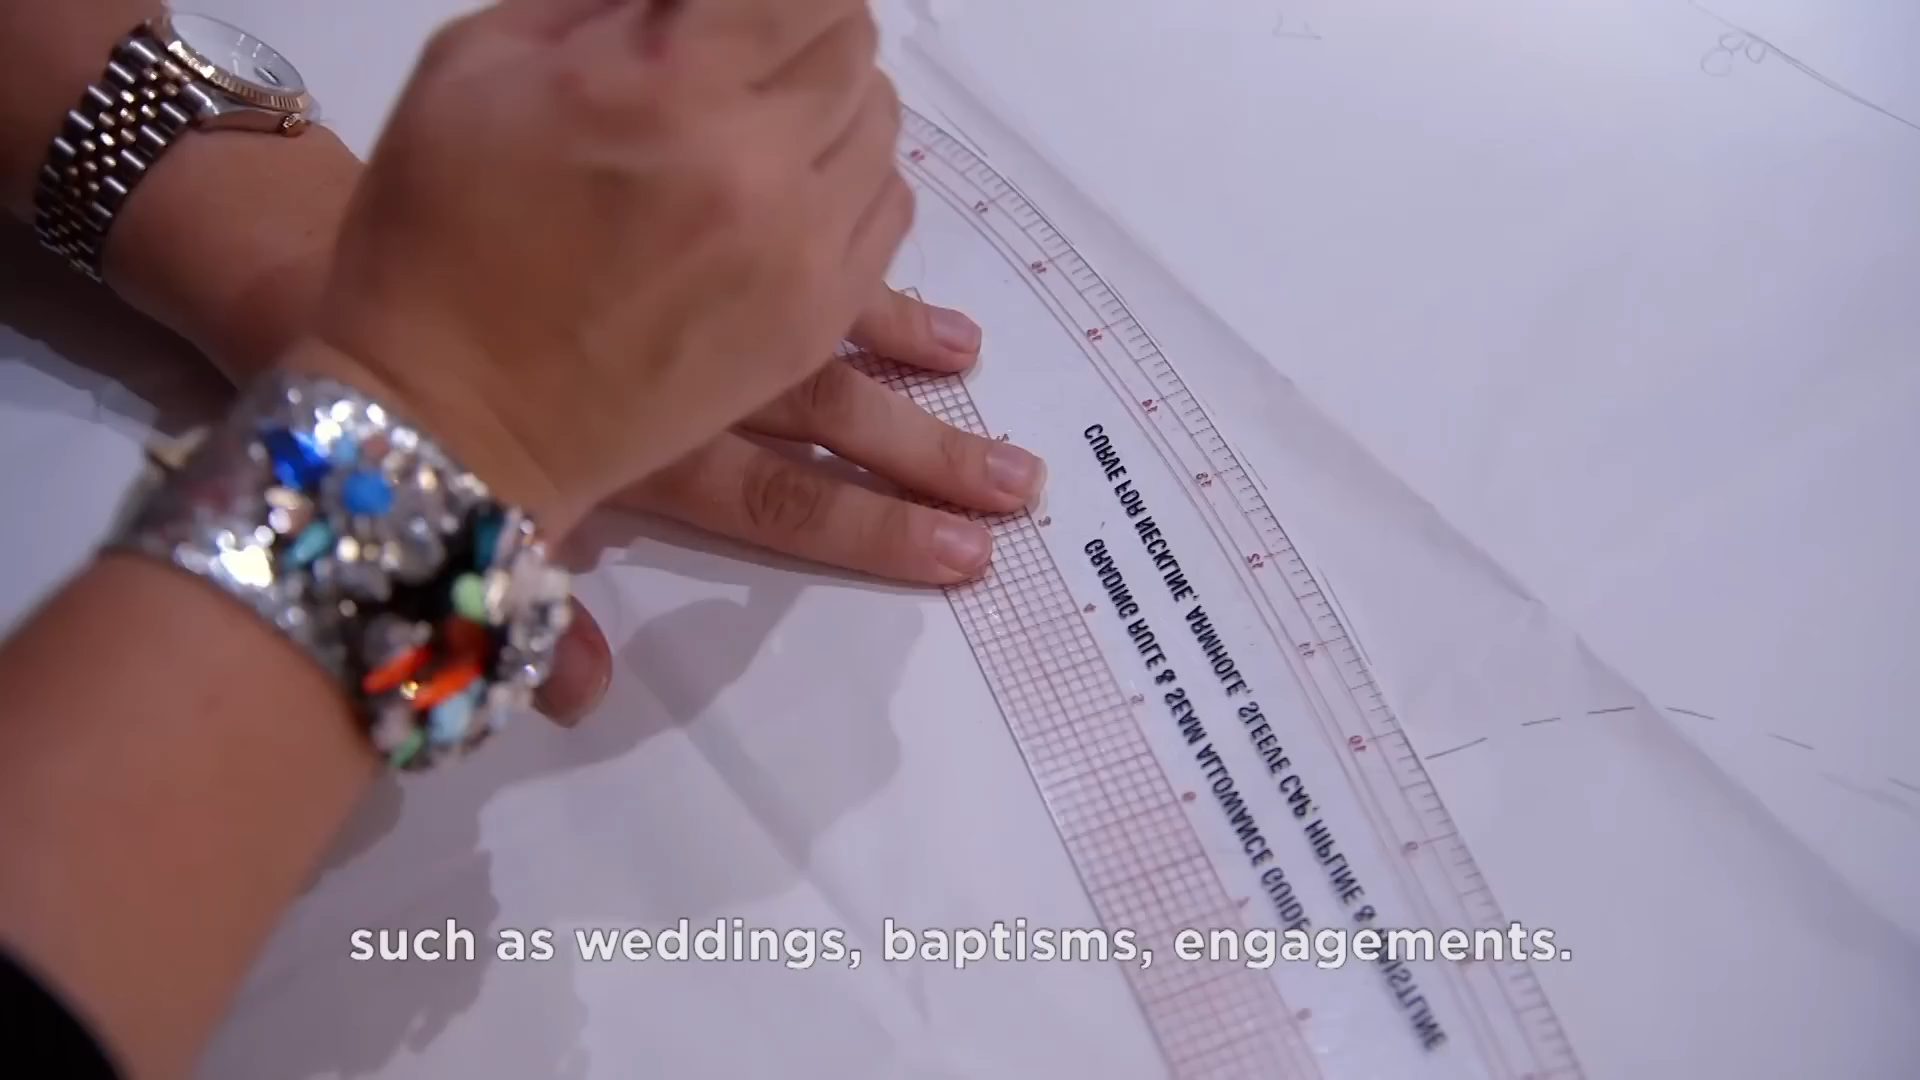 CURVE FOR NECKLINE, ARMHOLE, SLEEVE CAP, HIPLINE & WAISTLINE
GRADING RULE & SEAM ALLOWANCE GUIDE
such as weddings, baptisms, engagements.